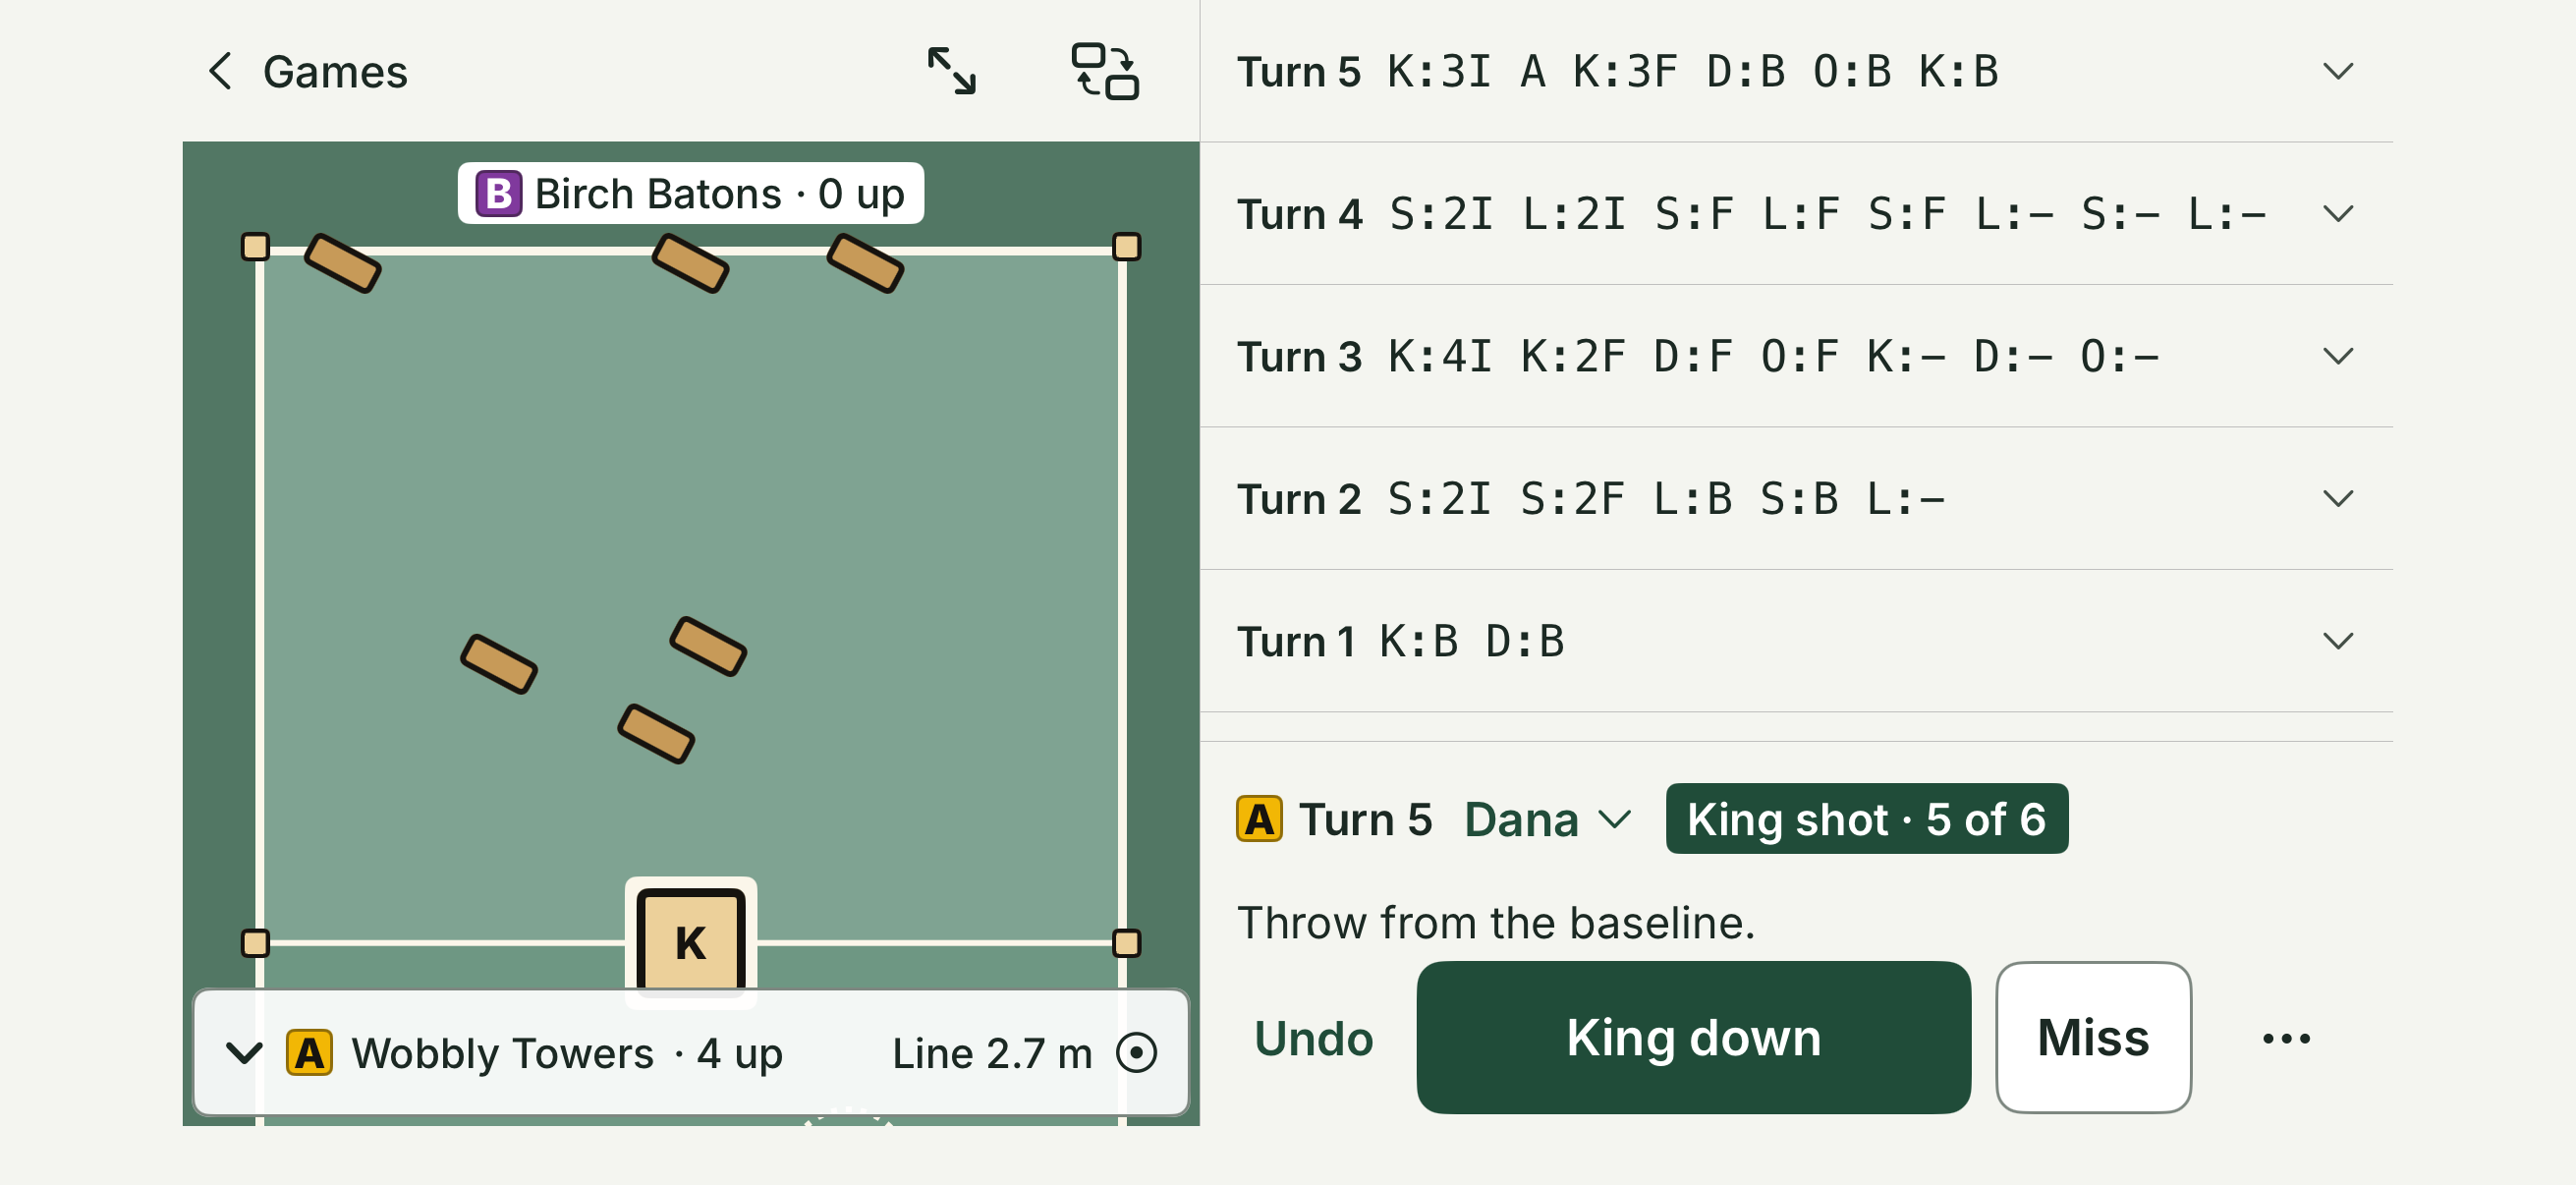 Games
B Birch Batons · 0 up
K
A Wobbly Towers · 4 up Line 2.7 m
Turn 5 K:3I A K:3F D:B O:B K:B
Turn 4 S:2I L:2I S:F L:F S:F L:– S:– L:–
Turn 3 K:4I K:2F D:F O:F K:– D:– O:–
Turn 2 S:2I S:2F L:B S:B L:–
Turn 1 K:B D:B
A Turn 5 Dana King shot · 5 of 6
Throw from the baseline.
Undo King down Miss